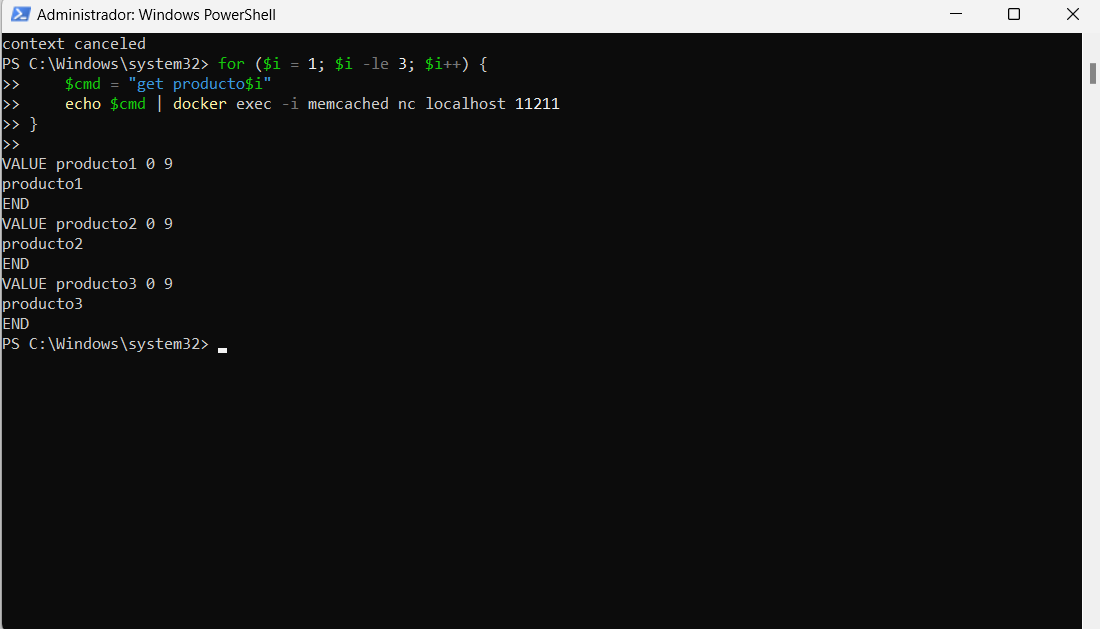 Administrador: Windows PowerShell
context canceled
PS C:\Windows\system32> for ($i = 1; $i -le 3; $i++) {
>>     $cmd = "get producto$i"
>>     echo $cmd | docker exec -i memcached nc localhost 11211
>> }
>>
VALUE producto1 0 9
producto1
END
VALUE producto2 0 9
producto2
END
VALUE producto3 0 9
producto3
END
PS C:\Windows\system32>